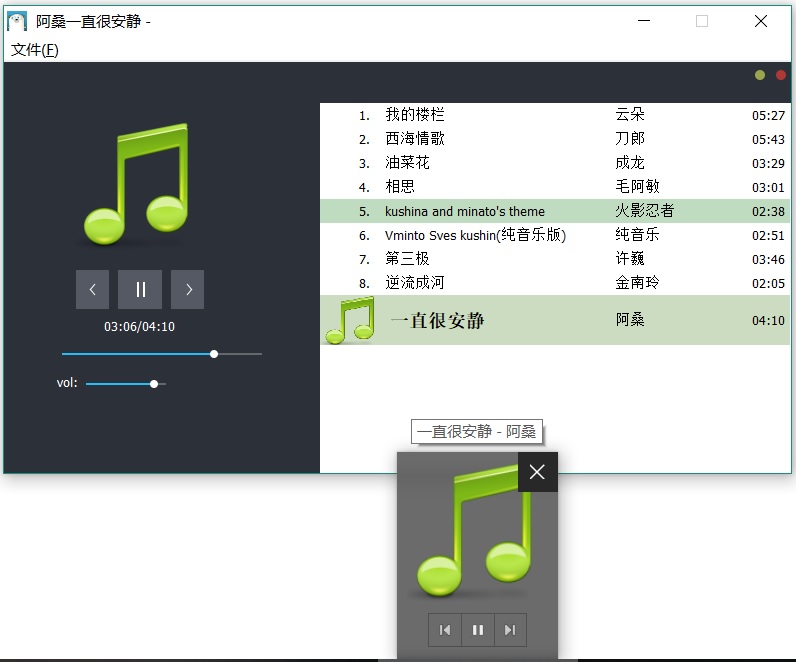 阿桑一直很安静 -
文件(F)
1. 我的楼栏 云朵 05:27
2. 西海情歌 刀郎 05:43
3. 油菜花 成龙 03:29
4. 相思 毛阿敏 03:01
5. kushina and minato's theme 火影忍者 02:38
6. Vminto Sves kushin(纯音乐版) 纯音乐 02:51
7. 第三极 许巍 03:46
8. 逆流成河 金南玲 02:05
一直很安静 阿桑 04:10
03:06/04:10
vol:
一直很安静 - 阿桑